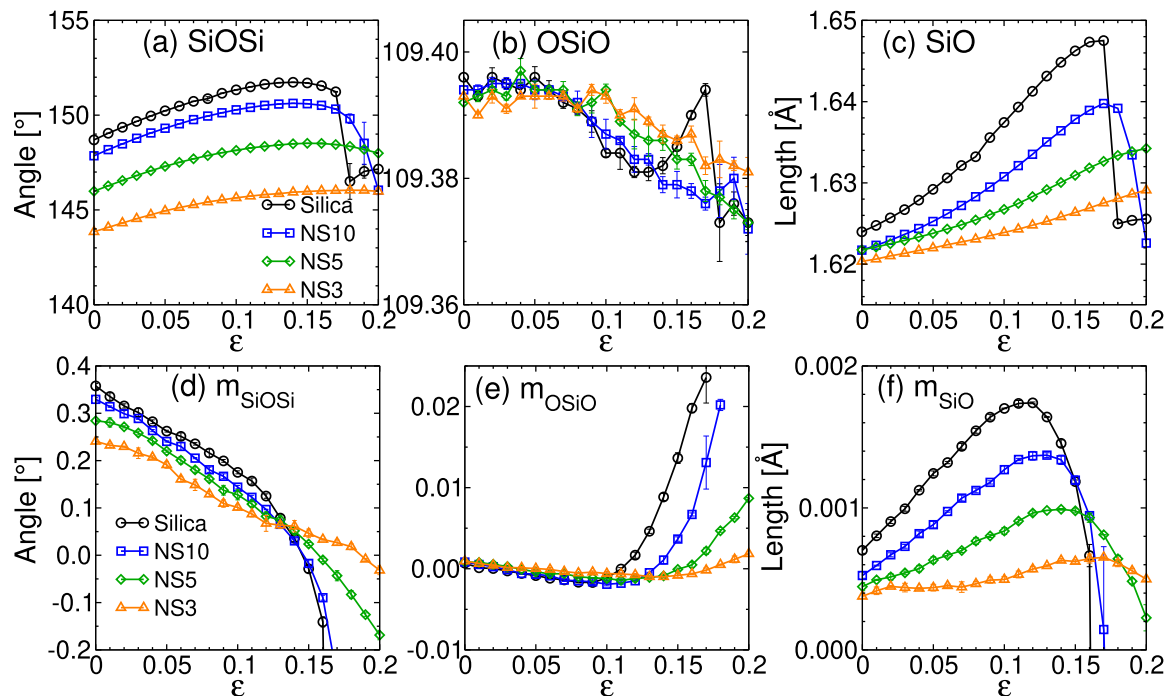 (a) SiOSi
155
150
145
140
Angle [°]
0 0.05 0.1 0.15 0.2
ε
Silica
NS10
NS5
NS3
(b) OSiO
109.40
109.38
109.36
0 0.05 0.1 0.15 0.2
ε
(c) SiO
1.65
1.64
1.63
1.62
Length [Å]
0 0.05 0.1 0.15 0.2
ε
(d) mSiOSi
0.4
0.3
0.2
0.1
0.0
-0.1
-0.2
Angle [°]
0 0.05 0.1 0.15 0.2
ε
Silica
NS10
NS5
NS3
(e) mOSiO
0.02
0.01
0.00
-0.01
0 0.05 0.1 0.15 0.2
ε
(f) mSiO
0.002
0.001
0.000
Length [Å]
0 0.05 0.1 0.15 0.2
ε